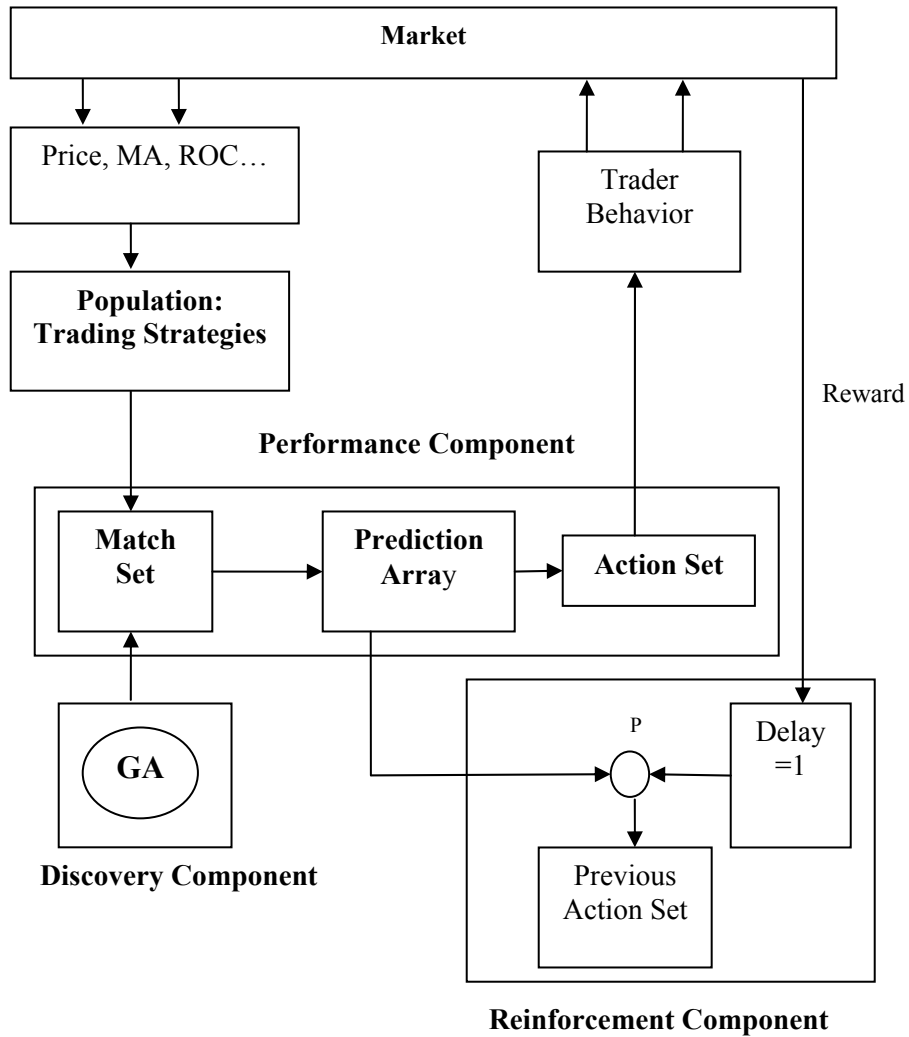 Market
Price, MA, ROC…
Trader
Behavior
Population:
Trading Strategies
Reward
Performance Component
Match
Set
Prediction
Array
Action Set
P
Delay
=1
GA
Previous
Action Set
Discovery Component
Reinforcement Component